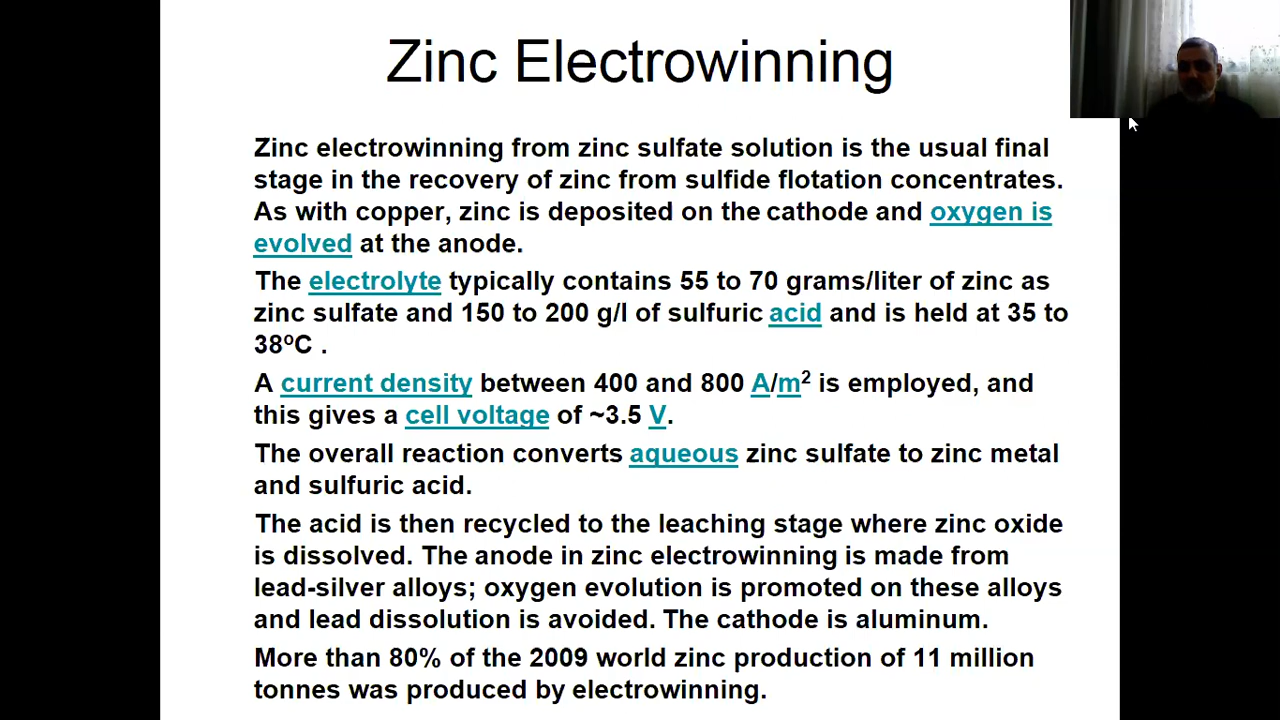 Zinc Electrowinning
Zinc electrowinning from zinc sulfate solution is the usual final
stage in the recovery of zinc from sulfide flotation concentrates.
As with copper, zinc is deposited on the cathode and oxygen is
evolved at the anode.
The electrolyte typically contains 55 to 70 grams/liter of zinc as
zinc sulfate and 150 to 200 g/l of sulfuric acid and is held at 35 to
38ºC .
A current density between 400 and 800 A/m² is employed, and
this gives a cell voltage of ~3.5 V.
The overall reaction converts aqueous zinc sulfate to zinc metal
and sulfuric acid.
The acid is then recycled to the leaching stage where zinc oxide
is dissolved. The anode in zinc electrowinning is made from
lead-silver alloys; oxygen evolution is promoted on these alloys
and lead dissolution is avoided. The cathode is aluminum.
More than 80% of the 2009 world zinc production of 11 million
tonnes was produced by electrowinning.